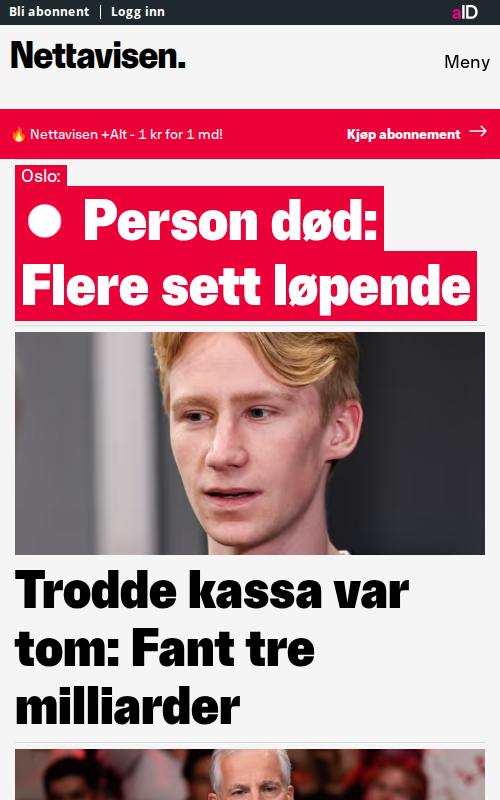 Bli abonnent | Logg inn
aID
Nettavisen.
Meny
🔥 Nettavisen +Alt - 1 kr for 1 md!
Kjøp abonnement →
Oslo:
Person død:
Flere sett løpende
Trodde kassa var
tom: Fant tre
milliarder